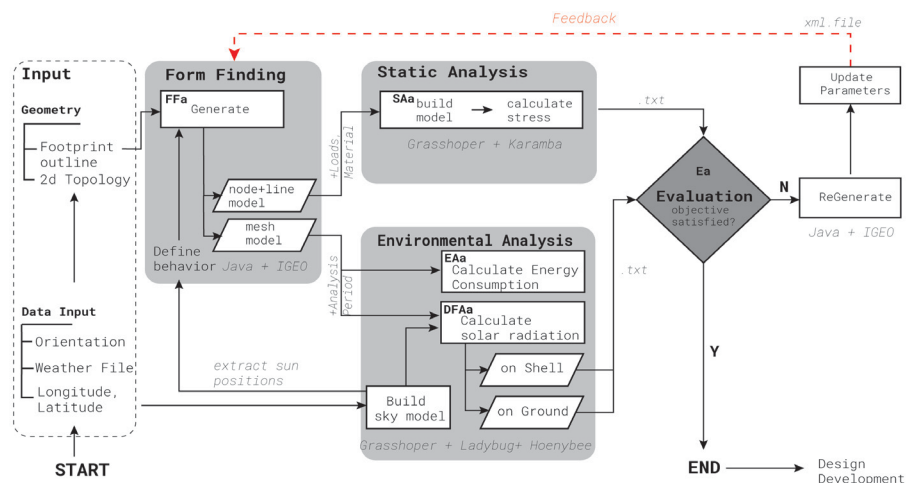 Feedback
xml.file
Input
Geometry
Footprint
outline
2d Topology
Data Input
Orientation
Weather File
Longitude,
Latitude
START
Form Finding
FFa
Generate
node+line
model
mesh
model
Define
behavior
Java + IGEO
extract sun
positions
+Loads,
Material
+Analysis
Period
Static Analysis
SAa
build
model
calculate
stress
Grasshoper + Karamba
Environmental Analysis
EAa
Calculate Energy
Consumption
DFAa
Calculate
solar radiation
on Shell
on Ground
Build
sky model
Grasshoper + Ladybug+ Hoenybee
.txt
.txt
Ea
Evaluation
objective
satisfied?
N
Y
Update
Parameters
ReGenerate
Java + IGEO
END
Design
Development